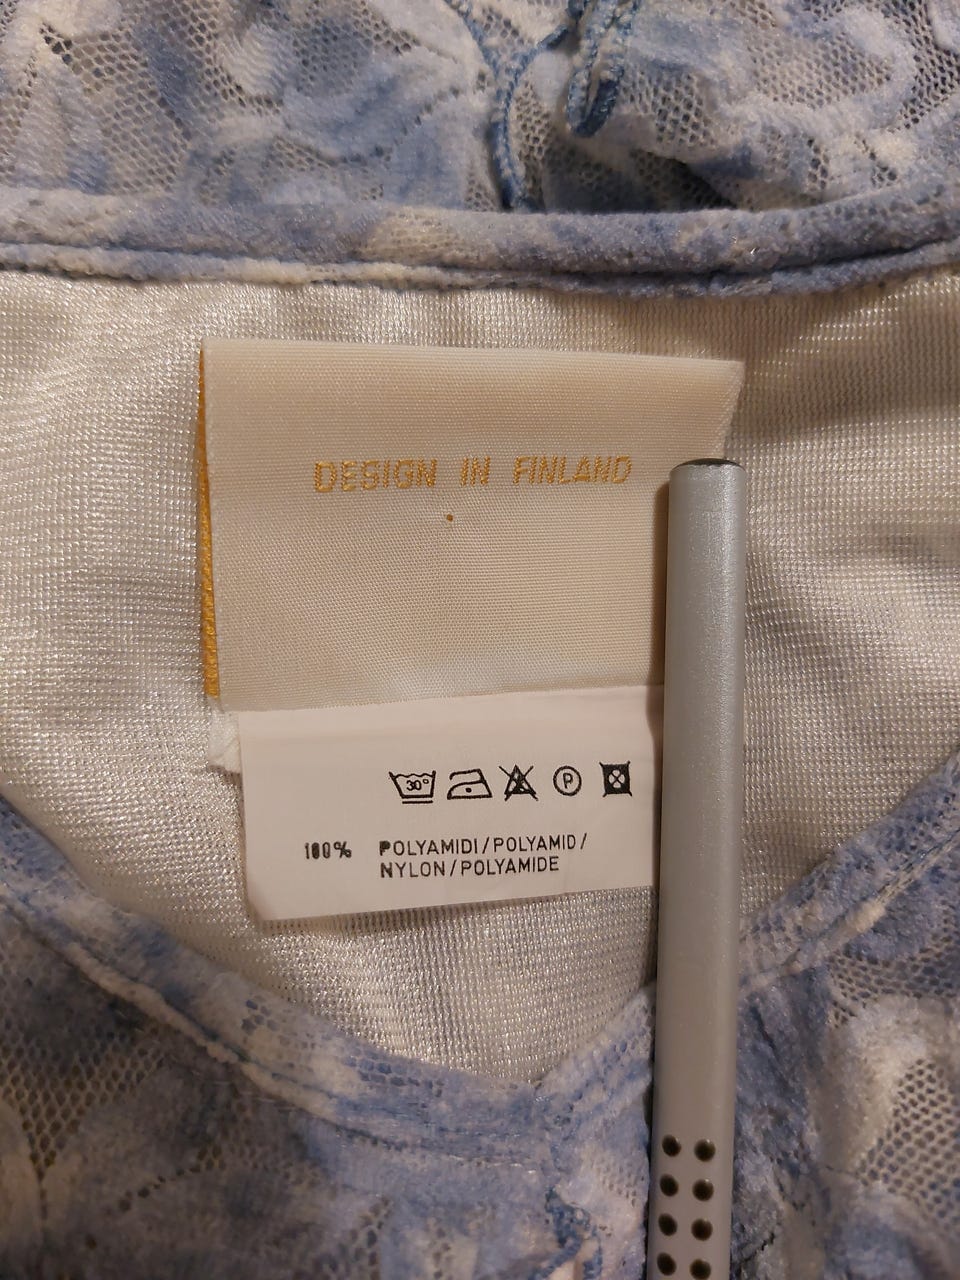 DESIGN IN FINLAND
30° P
100% POLYAMIDI/POLYAMID/
NYLON/POLYAMIDE